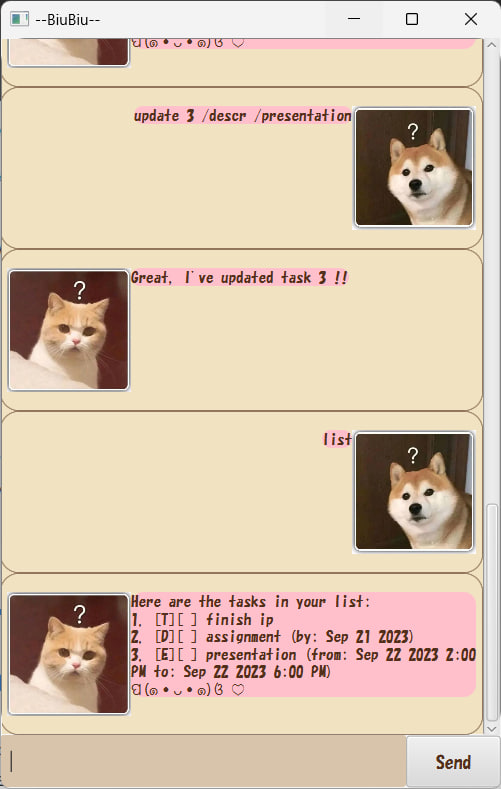 --BiuBiu--
ପ(๑•ᴗ•๑)ଓ ♡
update 3 /descr /presentation
?
?
Great, I've updated task 3 !!
list
?
?
Here are the tasks in your list:
1. [T][ ] finish ip
2. [D][ ] assignment (by: Sep 21 2023)
3. [E][ ] presentation (from: Sep 22 2023 2:00
PM to: Sep 22 2023 6:00 PM)
ପ(๑•ᴗ•๑)ଓ ♡
Send